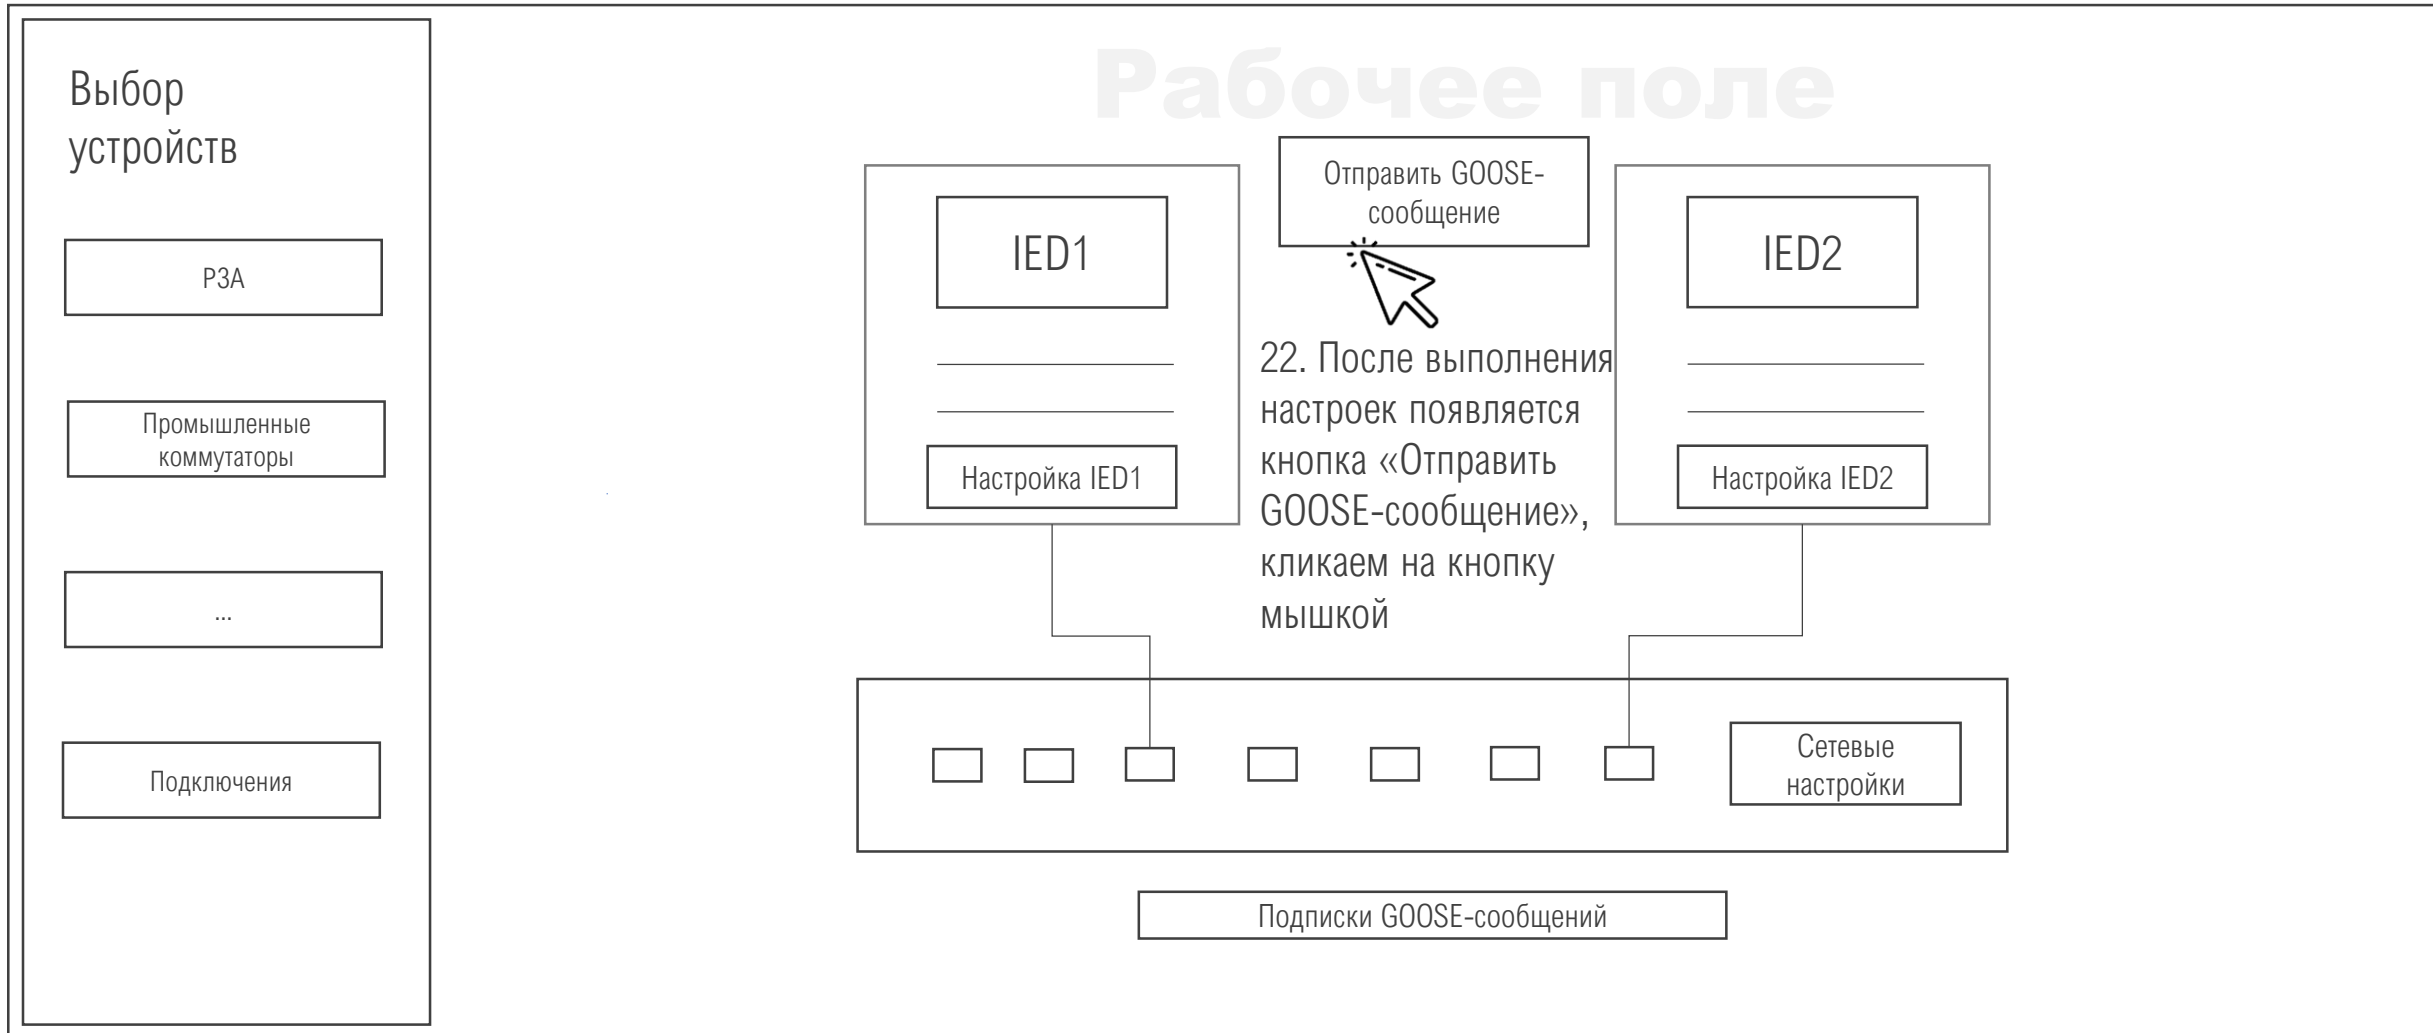 Выбор
устройств
РЗА
Промышленные
коммутаторы
...
Подключения
Рабочее поле
Отправить GOOSE-
сообщение
IED1
IED2
22. После выполнения
настроек появляется
кнопка «Отправить
GOOSE-сообщение»,
кликаем на кнопку
мышкой
Настройка IED1
Настройка IED2
Сетевые
настройки
Подписки GOOSE-сообщений